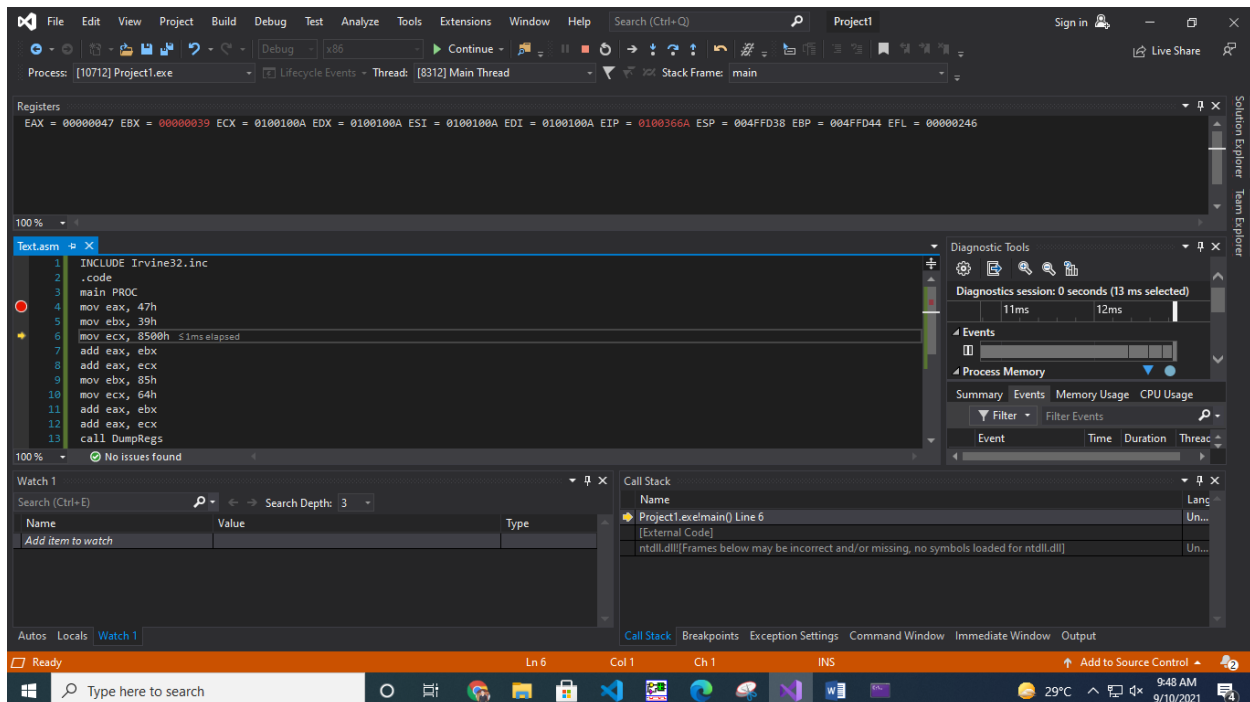 File Edit View Project Build Debug Test Analyze Tools Extensions Window Help Search (Ctrl+Q) Project1 Sign in
Debug x86 Continue Live Share
Process: [10712] Project1.exe Lifecycle Events Thread: [8312] Main Thread Stack Frame: main
Registers
EAX = 00000047 EBX = 00000039 ECX = 0100100A EDX = 0100100A ESI = 0100100A EDI = 0100100A EIP = 0100366A ESP = 004FFD38 EBP = 004FFD44 EFL = 00000246
100 %
Solution Explorer
Team Explorer
Text.asm
1 INCLUDE Irvine32.inc
2 .code
3 main PROC
4 mov eax, 47h
5 mov ebx, 39h
6 mov ecx, 8500h ≤1ms elapsed
7 add eax, ebx
8 add eax, ecx
9 mov ebx, 85h
10 mov ecx, 64h
11 add eax, ebx
12 add eax, ecx
13 call DumpRegs
100 % No issues found
Diagnostic Tools
Diagnostics session: 0 seconds (13 ms selected)
11ms 12ms
Events
Process Memory
Summary Events Memory Usage CPU Usage
Filter Filter Events
Event Time Duration Threac
Watch 1
Search (Ctrl+E) Search Depth: 3
Name Value Type
Add item to watch
Autos Locals Watch 1
Call Stack
Name Lang
Project1.exe!main() Line 6 Un...
[External Code]
ntdll.dll![Frames below may be incorrect and/or missing, no symbols loaded for ntdll.dll] Un...
Call Stack Breakpoints Exception Settings Command Window Immediate Window Output
Ready Ln 6 Col 1 Ch 1 INS Add to Source Control 2
Type here to search 29°C 9:48 AM
9/10/2021 4